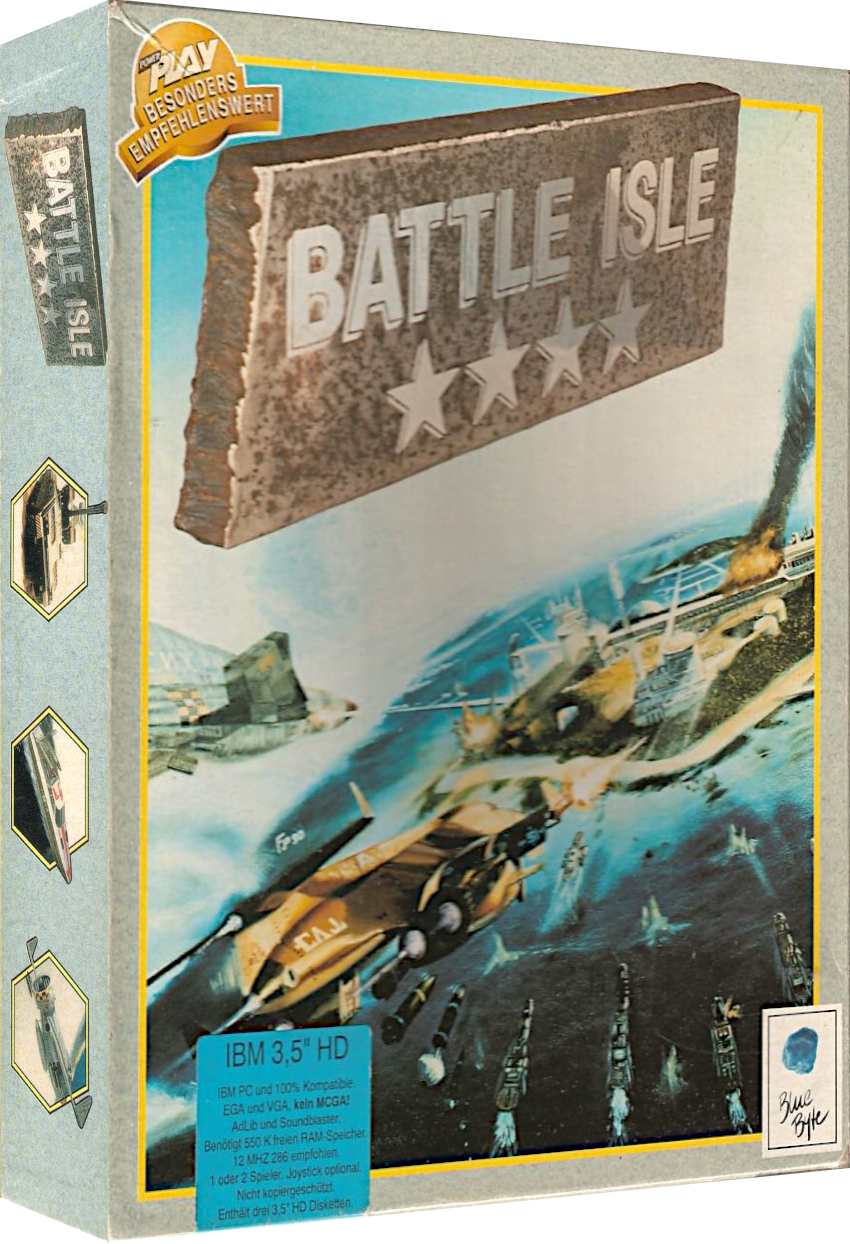 POWER
PLAY
BESONDERS
EMPFEHLENSWERT
BATTLE ISLE
BATTLE ISLE
Fp 90
IBM 3,5" HD
IBM PC und 100% Kompatible.
EGA und VGA, kein MCGA!
AdLib und Soundblaster.
Benötigt 550 K freien RAM-Speicher.
12 MHZ 286 empfohlen.
1 oder 2 Spieler. Joystick optional.
Nicht kopiergeschützt.
Enthält drei 3,5" HD Disketten.
Blue
Byte